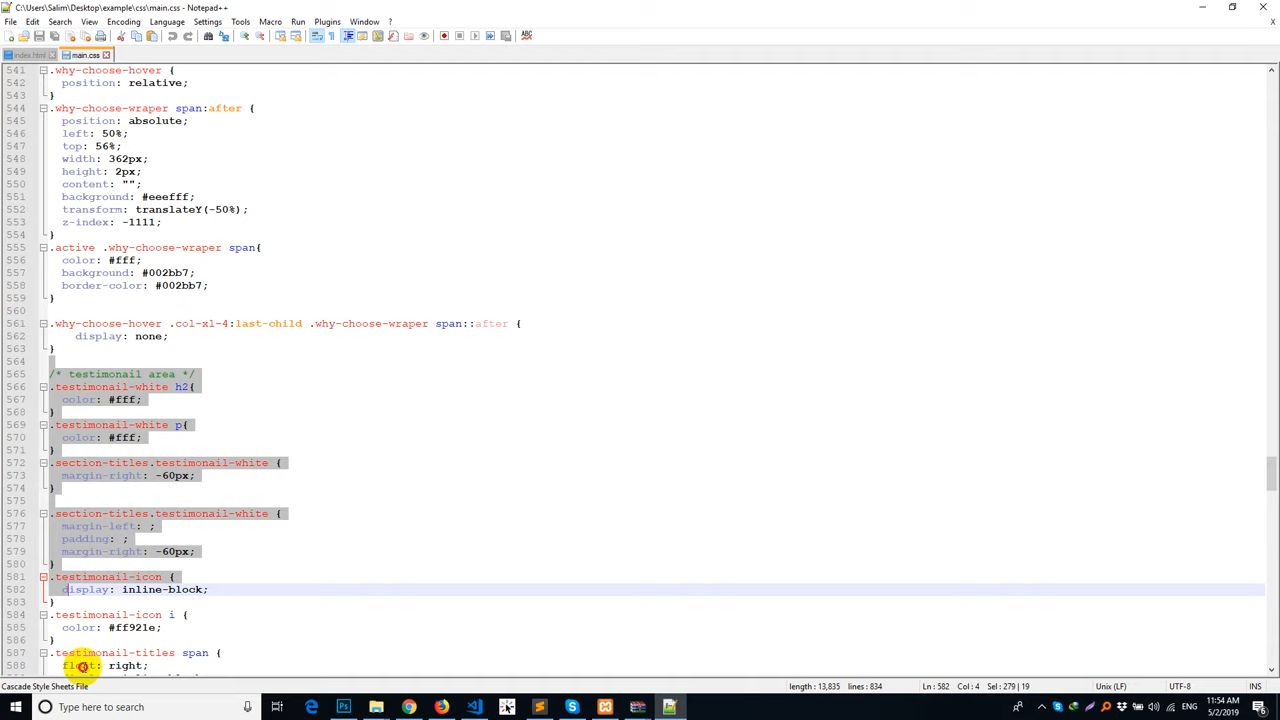 C:\Users\Salim\Desktop\example\css\main.css - Notepad++
File Edit Search View Encoding Language Settings Tools Macro Run Plugins Window ?
index.html main.css
541 .why-choose-hover {
542 position: relative;
543 }
544 .why-choose-wraper span:after {
545 position: absolute;
546 left: 50%;
547 top: 56%;
548 width: 362px;
549 height: 2px;
550 content: "";
551 background: #eeefff;
552 transform: translateY(-50%);
553 z-index: -1111;
554 }
555 .active .why-choose-wraper span{
556 color: #fff;
557 background: #002bb7;
558 border-color: #002bb7;
559 }
560
561 .why-choose-hover .col-xl-4:last-child .why-choose-wraper span::after {
562 display: none;
563 }
564
565 /* testimonail area */
566 .testimonail-white h2{
567 color: #fff;
568 }
569 .testimonail-white p{
570 color: #fff;
571 }
572 .section-titles.testimonail-white {
573 margin-right: -60px;
574 }
575
576 .section-titles.testimonail-white {
577 margin-left: ;
578 padding: ;
579 margin-right: -60px;
580 }
581 .testimonail-icon {
582 display: inline-block;
583 }
584 .testimonail-icon i {
585 color: #ff921e;
586 }
587 .testimonail-titles span {
588 float: right;
Cascade Style Sheets File length : 13,835 lines : 834 Ln : 582 Col : 4 Sel : 279 | 19 Unix (LF) UTF-8 INS
Type here to search
11:54 AM
5/2/2019